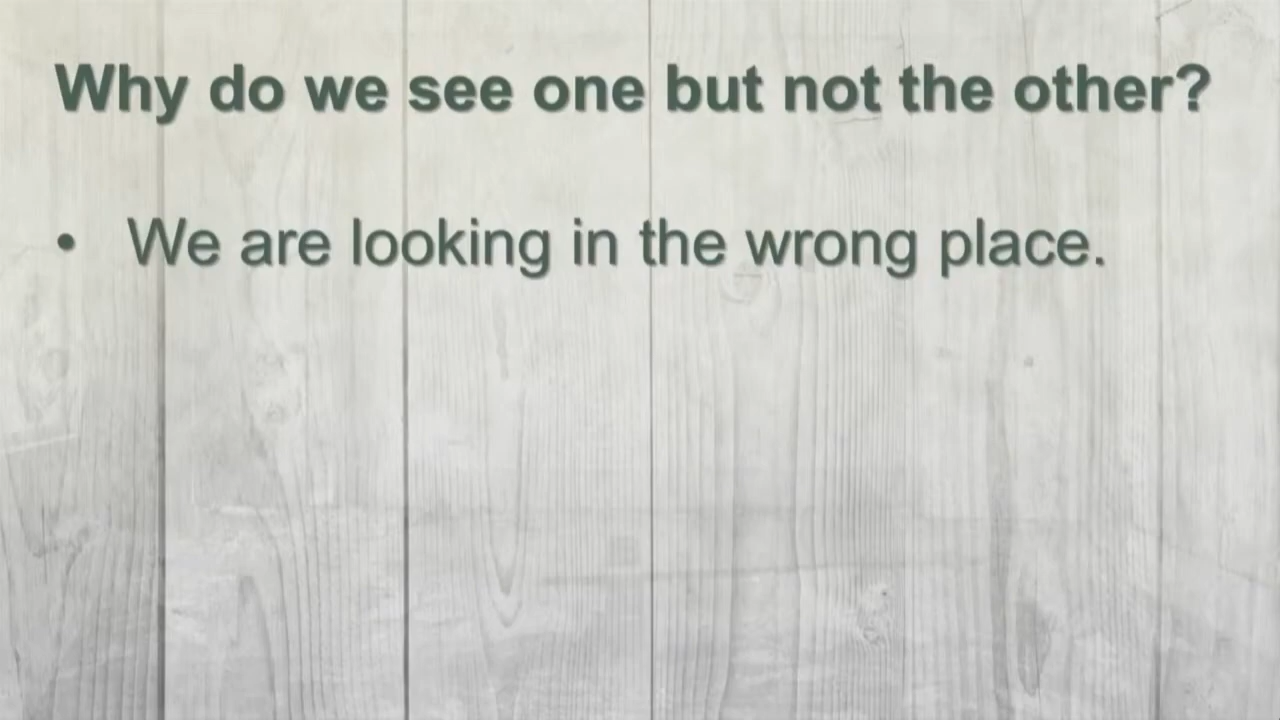 Why do we see one but not the other?
• We are looking in the wrong place.